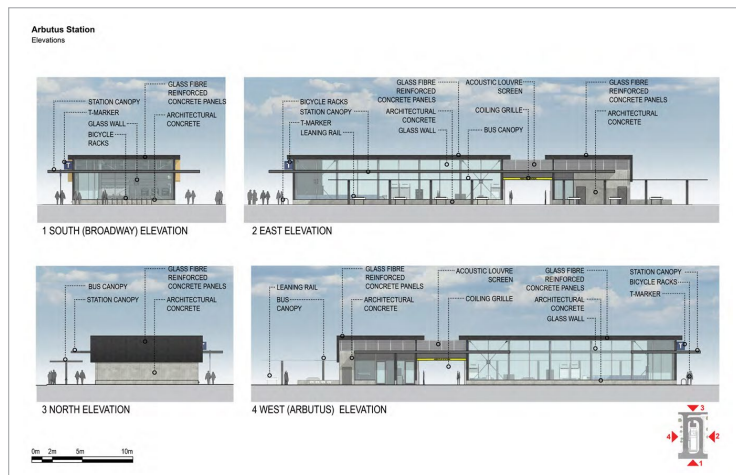 Arbutus Station
Elevations
GLASS FIBRE
REINFORCED
CONCRETE PANELS
STATION CANOPY
T-MARKER
GLASS WALL
BICYCLE
RACKS
ARCHITECTURAL
CONCRETE
T
1 SOUTH (BROADWAY) ELEVATION
BICYCLE RACKS
STATION CANOPY
T-MARKER
LEANING RAIL
GLASS FIBRE
REINFORCED
CONCRETE PANELS
ARCHITECTURAL
CONCRETE
GLASS WALL
ACOUSTIC LOUVRE
SCREEN
COILING GRILLE
BUS CANOPY
GLASS FIBRE
REINFORCED
CONCRETE PANELS
ARCHITECTURAL
CONCRETE
T
2 EAST ELEVATION
BUS CANOPY
STATION CANOPY
GLASS FIBRE
REINFORCED
CONCRETE PANELS
ARCHITECTURAL
CONCRETE
3 NORTH ELEVATION
LEANING RAIL
BUS
CANOPY
GLASS FIBRE
REINFORCED
CONCRETE PANELS
ARCHITECTURAL
CONCRETE
ACOUSTIC LOUVRE
SCREEN
COILING GRILLE
GLASS FIBRE
REINFORCED
CONCRETE PANELS
ARCHITECTURAL
CONCRETE
GLASS WALL
STATION CANOPY
BICYCLE RACKS
T-MARKER
4 WEST (ARBUTUS) ELEVATION
0m 2m 5m 10m
3
4
2
1